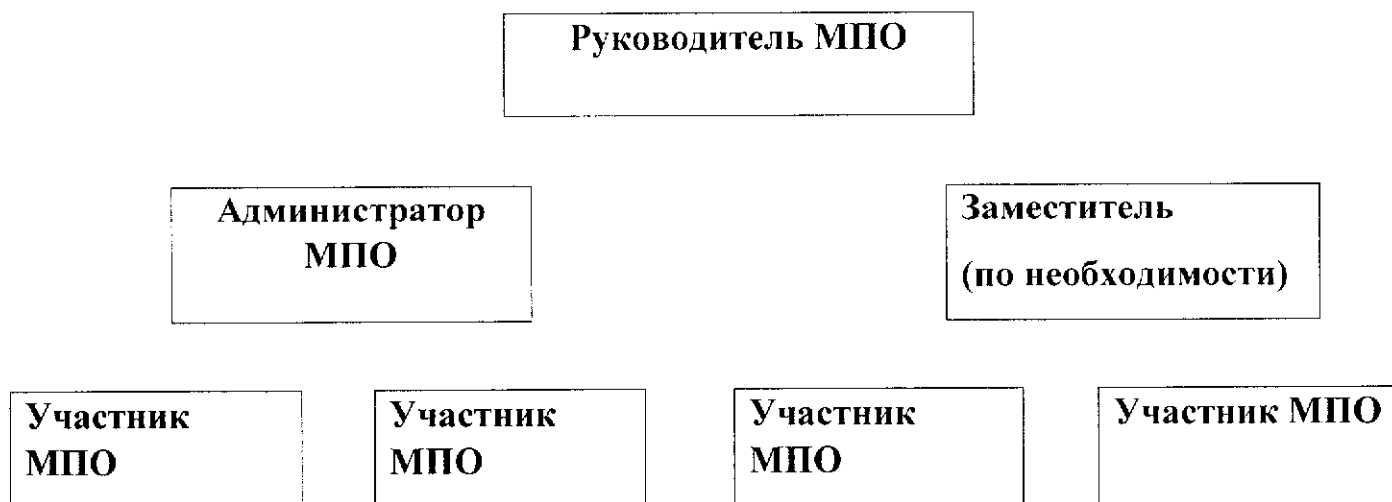 Руководитель МПО
Администратор
МПО
Заместитель
(по необходимости)
Участник
МПО
Участник
МПО
Участник
МПО
Участник МПО